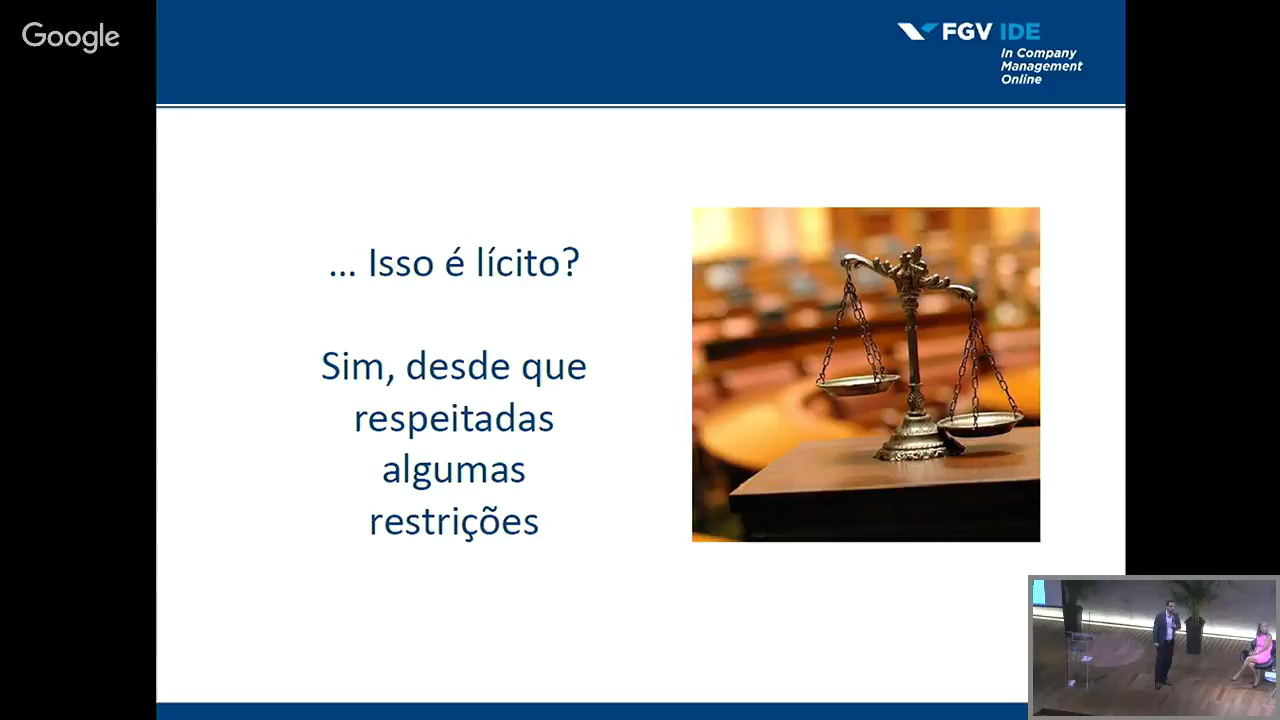 Google
FGV IDE
In Company
Management
Online
... Isso é lícito?
Sim, desde que
respeitadas
algumas
restrições